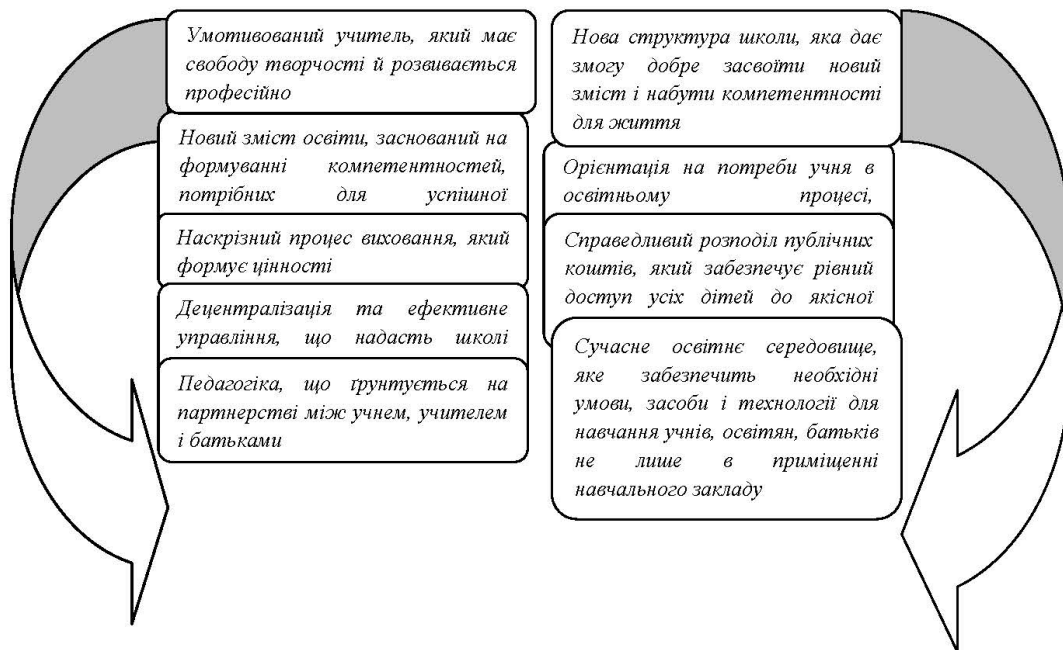 Умотивований учитель, який має
свободу творчості й розвивається
професійно
Новий зміст освіти, заснований на
формуванні компетентностей,
потрібних для успішної
Наскрізний процес виховання, який
формує цінності
Децентралізація та ефективне
управління, що надасть школі
Педагогіка, що ґрунтується на
партнерстві між учнем, учителем
і батьками
Нова структура школи, яка дає
змогу добре засвоїти новий
зміст і набути компетентності
для життя
Орієнтація на потреби учня в
освітньому процесі,
Справедливий розподіл публічних
коштів, який забезпечує рівний
доступ усіх дітей до якісної
Сучасне освітнє середовище,
яке забезпечить необхідні
умови, засоби і технології для
навчання учнів, освітян, батьків
не лише в приміщенні
навчального закладу